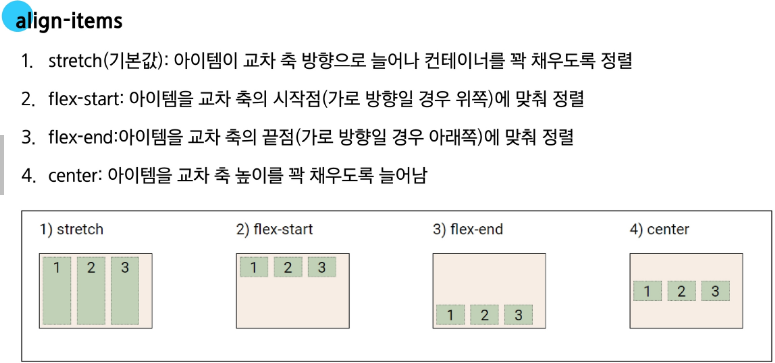 align-items
1. stretch(기본값): 아이템이 교차 축 방향으로 늘어나 컨테이너를 꽉 채우도록 정렬
2. flex-start: 아이템을 교차 축의 시작점(가로 방향일 경우 위쪽)에 맞춰 정렬
3. flex-end:아이템을 교차 축의 끝점(가로 방향일 경우 아래쪽)에 맞춰 정렬
4. center: 아이템을 교차 축 높이를 꽉 채우도록 늘어남
1) stretch 2) flex-start 3) flex-end 4) center
1 2 3
1 2 3
1 2 3
1 2 3